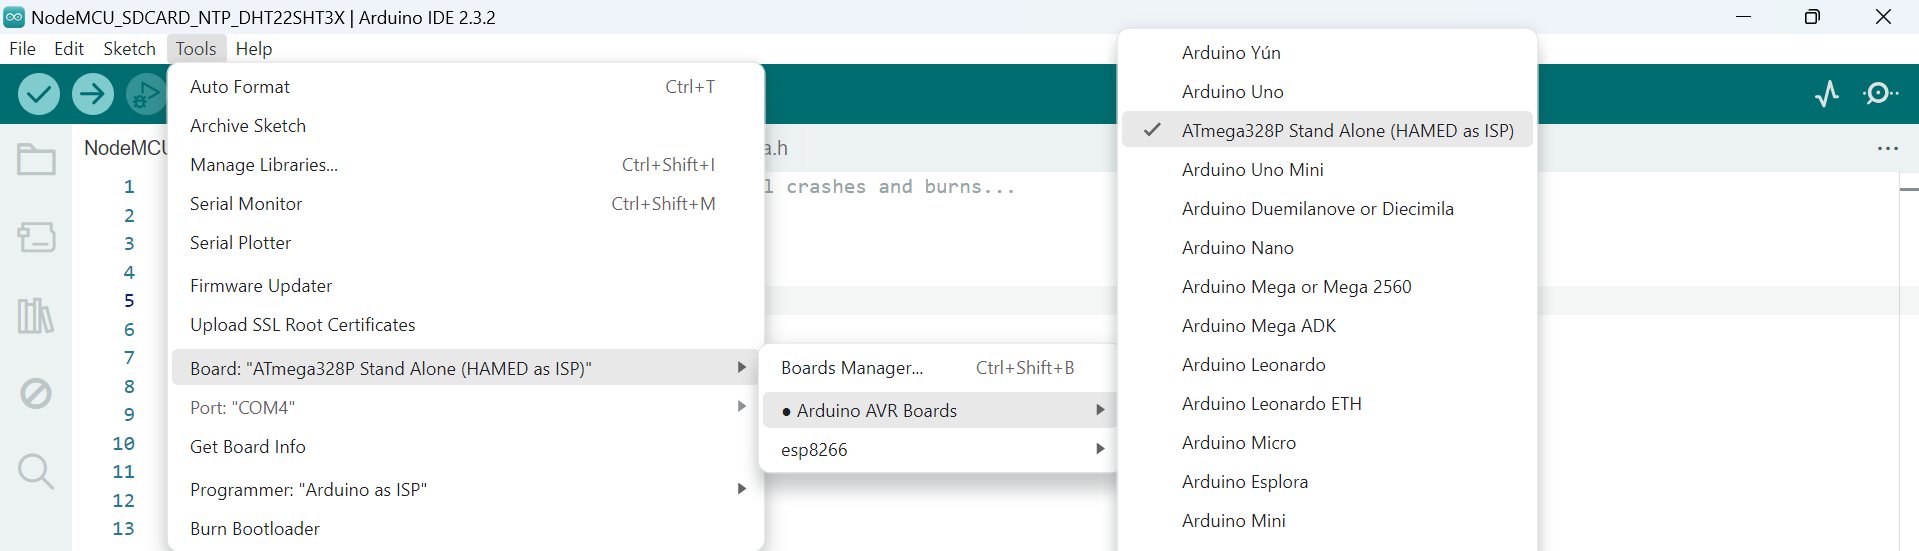 NodeMCU_SDCARD_NTP_DHT22SHT3X | Arduino IDE 2.3.2
File Edit Sketch Tools Help
Auto Format Ctrl+T
Archive Sketch
Manage Libraries... Ctrl+Shift+I
Serial Monitor Ctrl+Shift+M
Serial Plotter
Firmware Updater
Upload SSL Root Certificates
Board: "ATmega328P Stand Alone (HAMED as ISP)"
Port: "COM4"
Get Board Info
Programmer: "Arduino as ISP"
Burn Bootloader
Boards Manager... Ctrl+Shift+B
● Arduino AVR Boards
esp8266
Arduino Yún
Arduino Uno
✓ ATmega328P Stand Alone (HAMED as ISP)
Arduino Uno Mini
Arduino Duemilanove or Diecimila
Arduino Nano
Arduino Mega or Mega 2560
Arduino Mega ADK
Arduino Leonardo
Arduino Leonardo ETH
Arduino Micro
Arduino Esplora
Arduino Mini
NodeMCU
a.h
l crashes and burns...
1
2
3
4
5
6
7
8
9
10
11
12
13